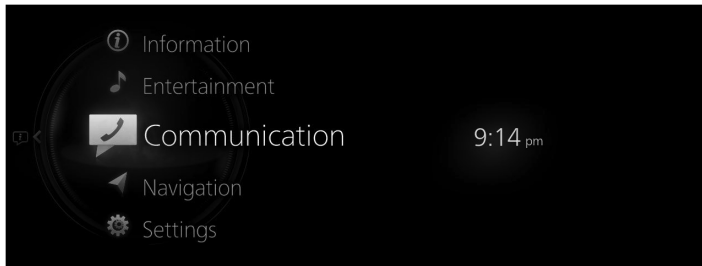 Information
Entertainment
Communication
9:14 pm
Navigation
Settings